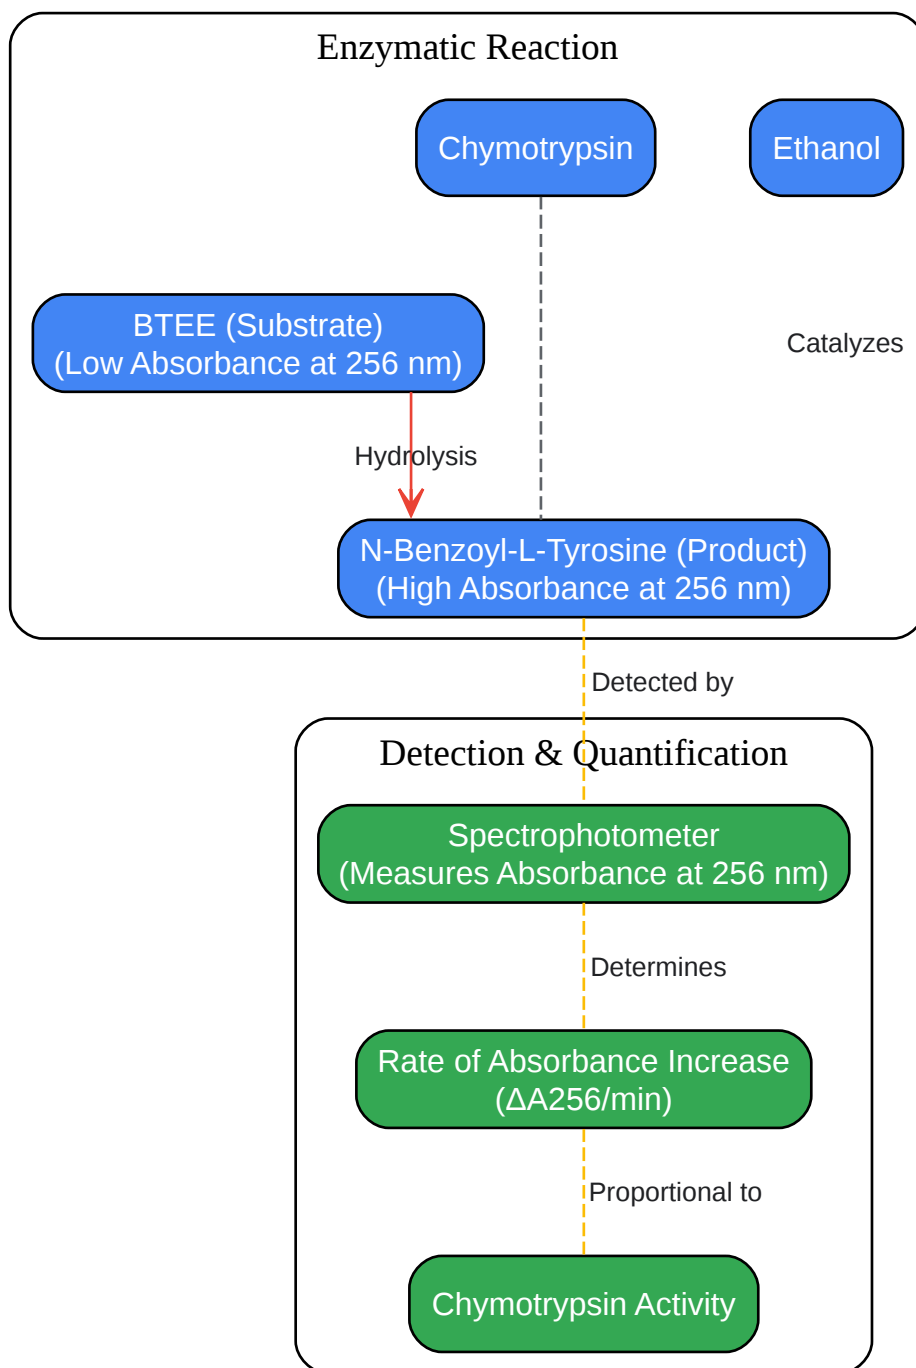 Enzymatic Reaction
Chymotrypsin
Ethanol
BTEE (Substrate)
(Low Absorbance at 256 nm)
Catalyzes
Hydrolysis
N-Benzoyl-L-Tyrosine (Product)
(High Absorbance at 256 nm)
Detected by
Detection & Quantification
Spectrophotometer
(Measures Absorbance at 256 nm)
Determines
Rate of Absorbance Increase
(ΔA256/min)
Proportional to
Chymotrypsin Activity